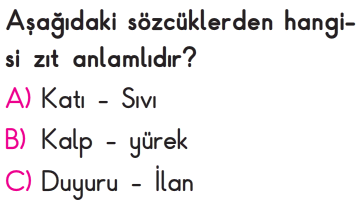 Aşağıdaki sözcüklerden hangi-
si zıt anlamlıdır?
A) Katı - Sıvı
B) Kalp - yürek
C) Duyuru - İlan